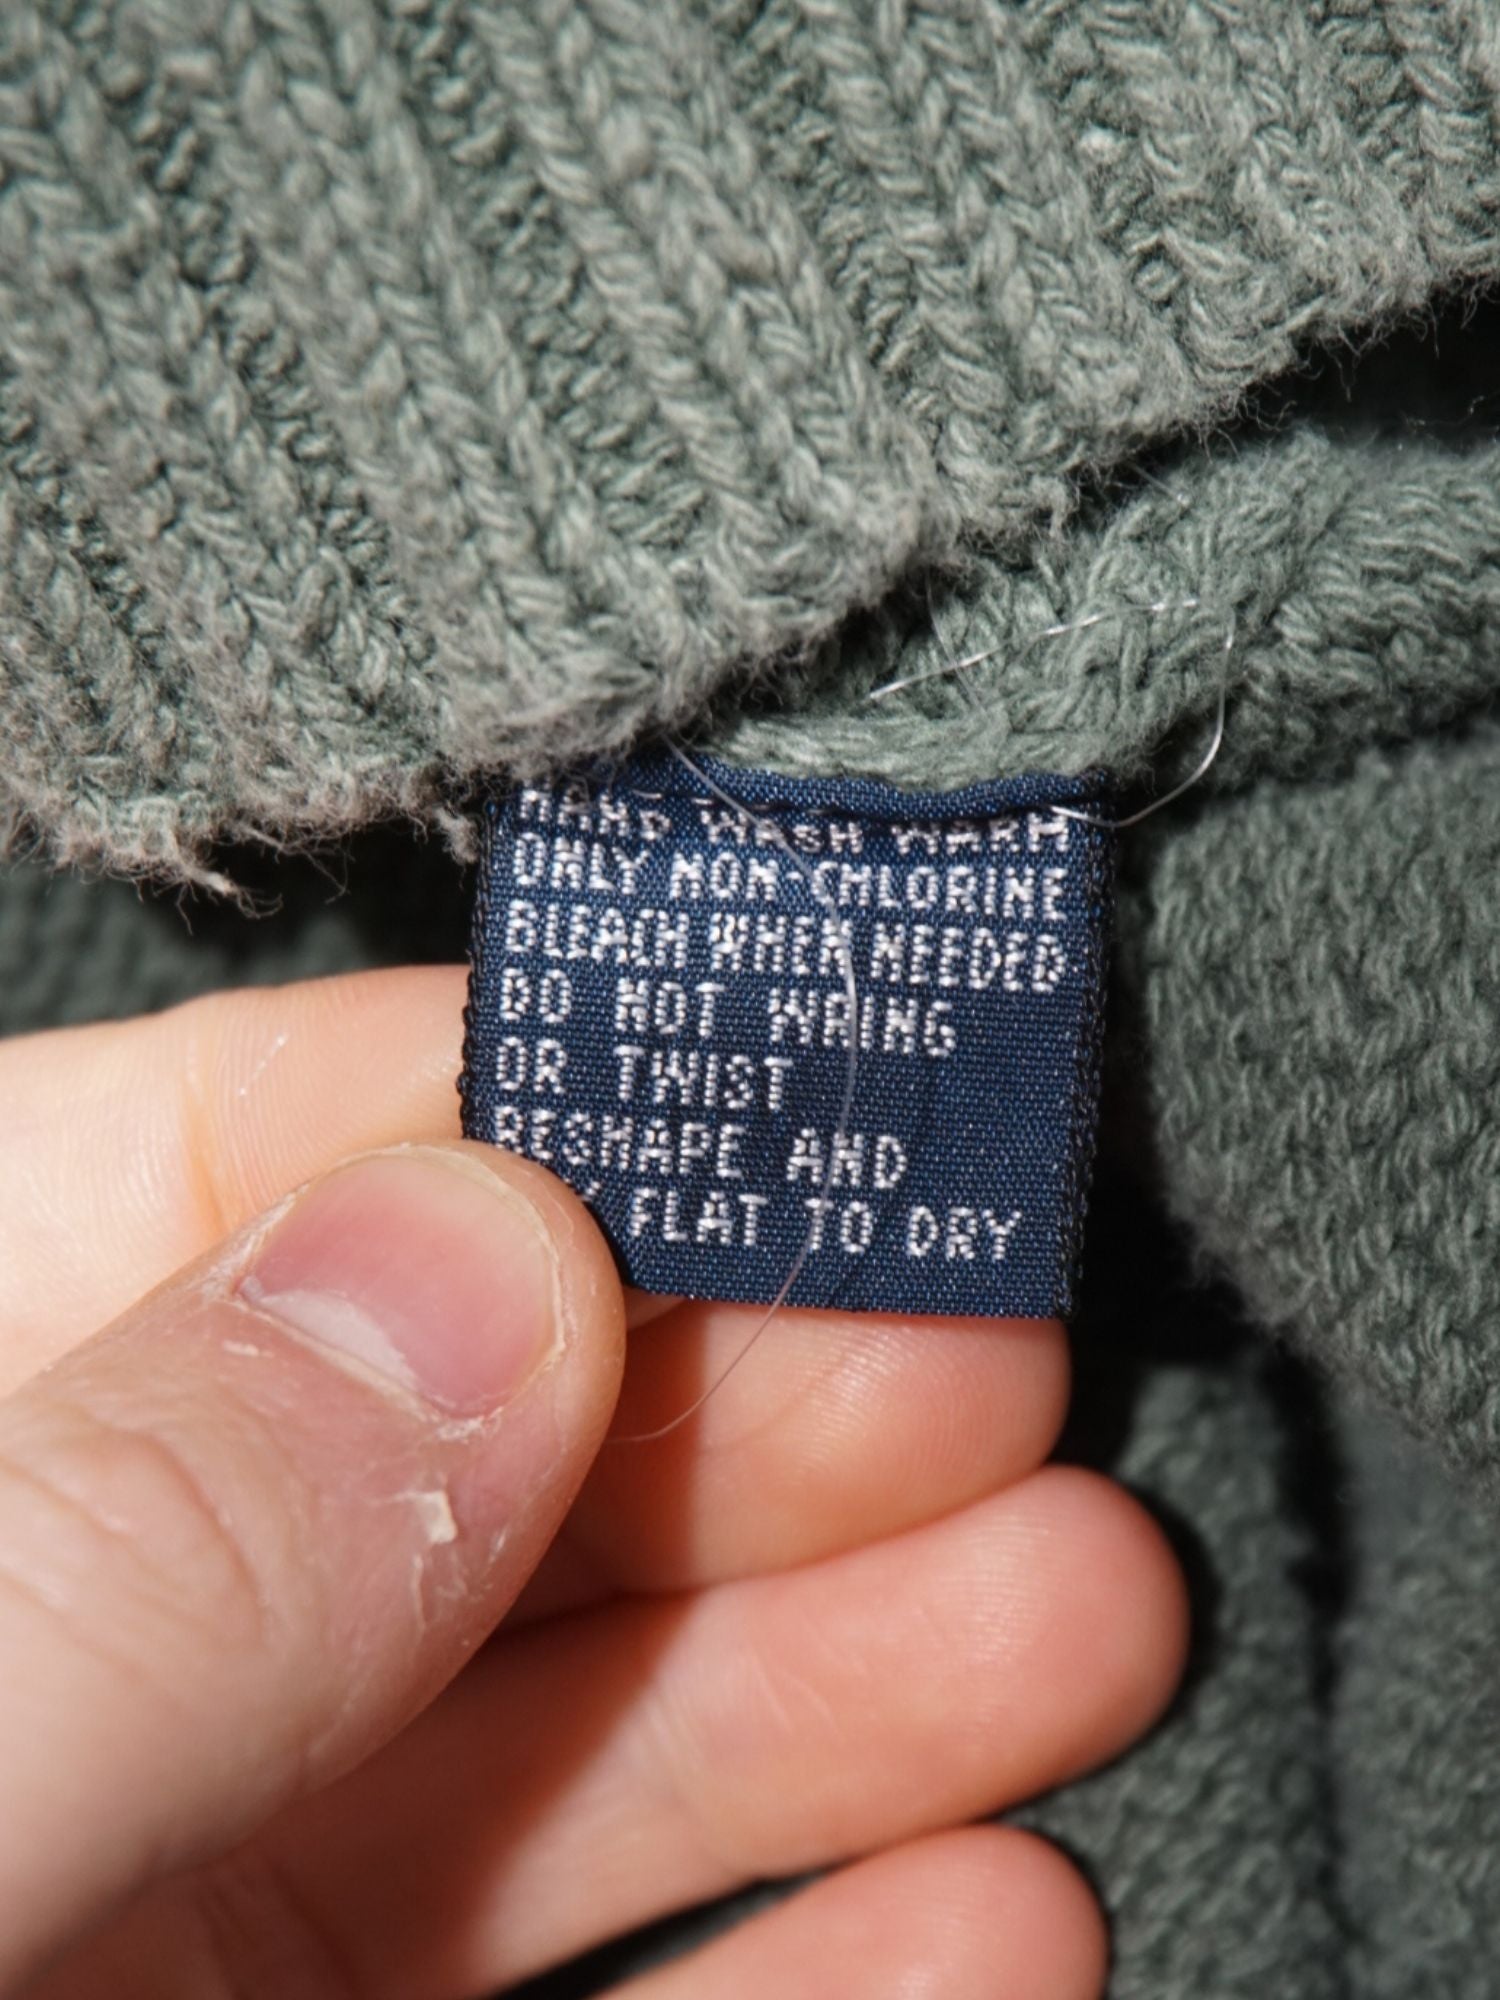 HAND WASH WARM
ONLY NON-CHLORINE
BLEACH WHEN NEEDED
DO NOT WRING
OR TWIST
RESHAPE AND
FLAT TO DRY